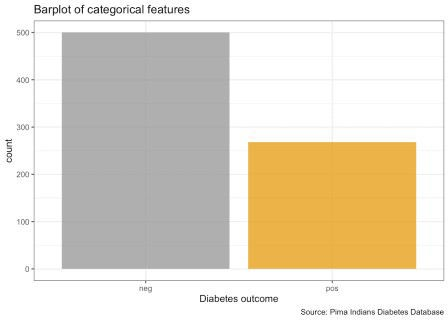 Barplot of categorical features
500
400
300
200
100
0
count
neg
pos
Diabetes outcome
Source: Pima Indians Diabetes Database